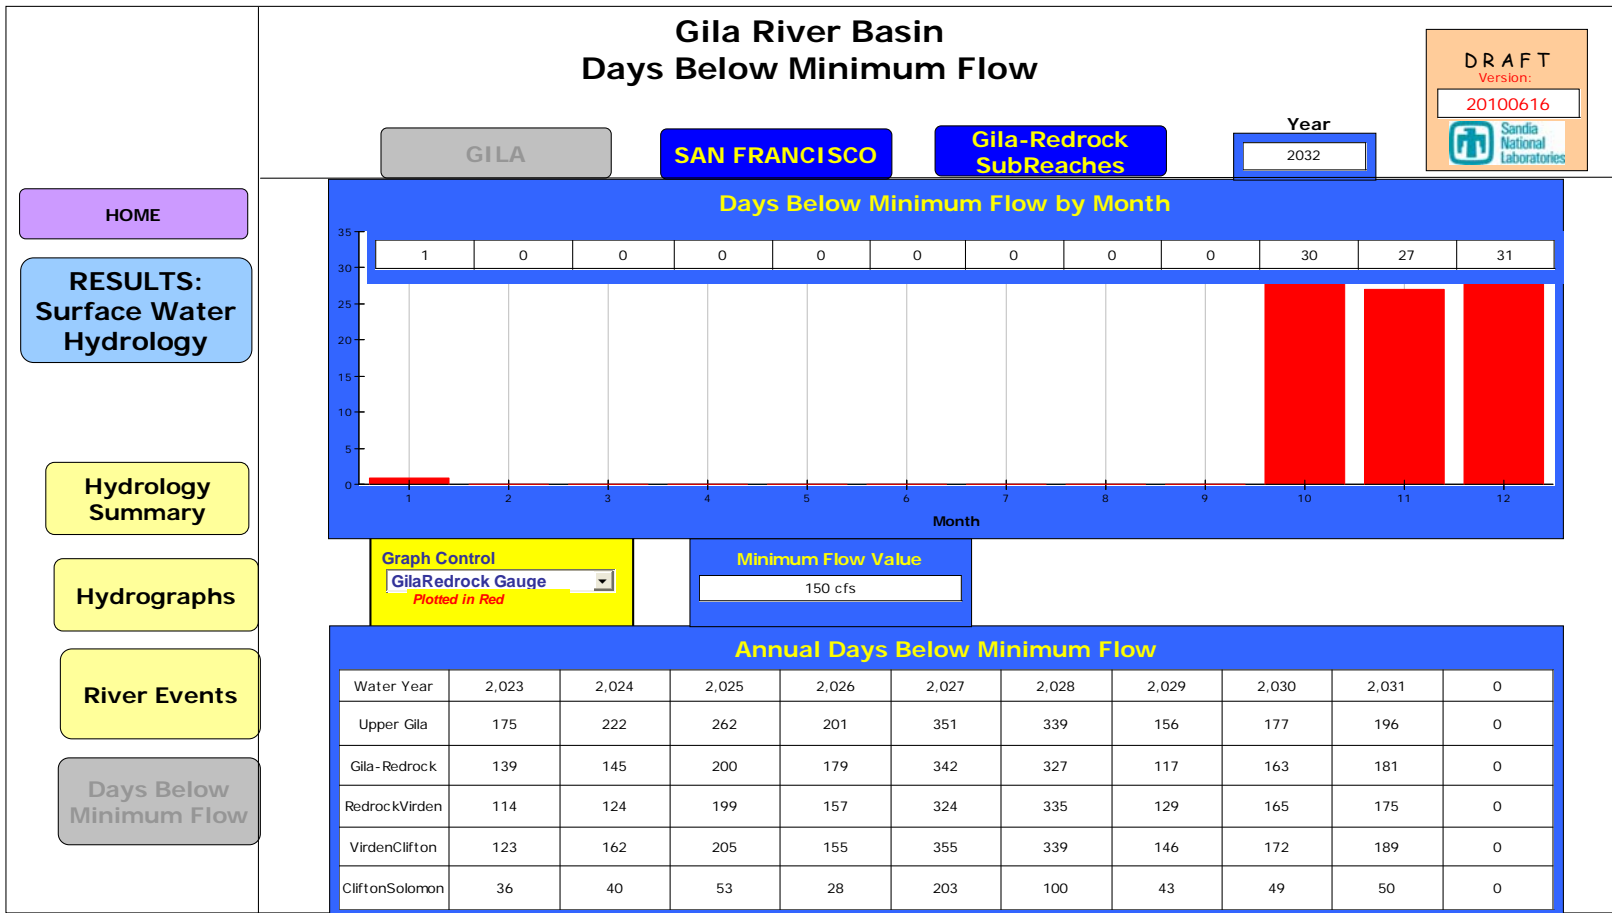 Gila River Basin
Days Below Minimum Flow
DRAFT
Version:
20100616
Sandia
National
Laboratories
GILA
SAN FRANCISCO
Gila-Redrock
SubReaches
Year
2032
HOME
RESULTS:
Surface Water
Hydrology
Hydrology
Summary
Hydrographs
River Events
Days Below
Minimum Flow
Days Below Minimum Flow by Month
35
30
25
20
15
10
5
0
1 0 0 0 0 0 0 0 0 30 27 31
1 2 3 4 5 6 7 8 9 10 11 12
Month
Graph Control
GilaRedrock Gauge
Plotted in Red
Minimum Flow Value
150 cfs
Annual Days Below Minimum Flow
Water Year 2,023 2,024 2,025 2,026 2,027 2,028 2,029 2,030 2,031 0
Upper Gila 175 222 262 201 351 339 156 177 196 0
Gila-Redrock 139 145 200 179 342 327 117 163 181 0
RedrockVirden 114 124 199 157 324 335 129 165 175 0
VirdenClifton 123 162 205 155 355 339 146 172 189 0
CliftonSolomon 36 40 53 28 203 100 43 49 50 0